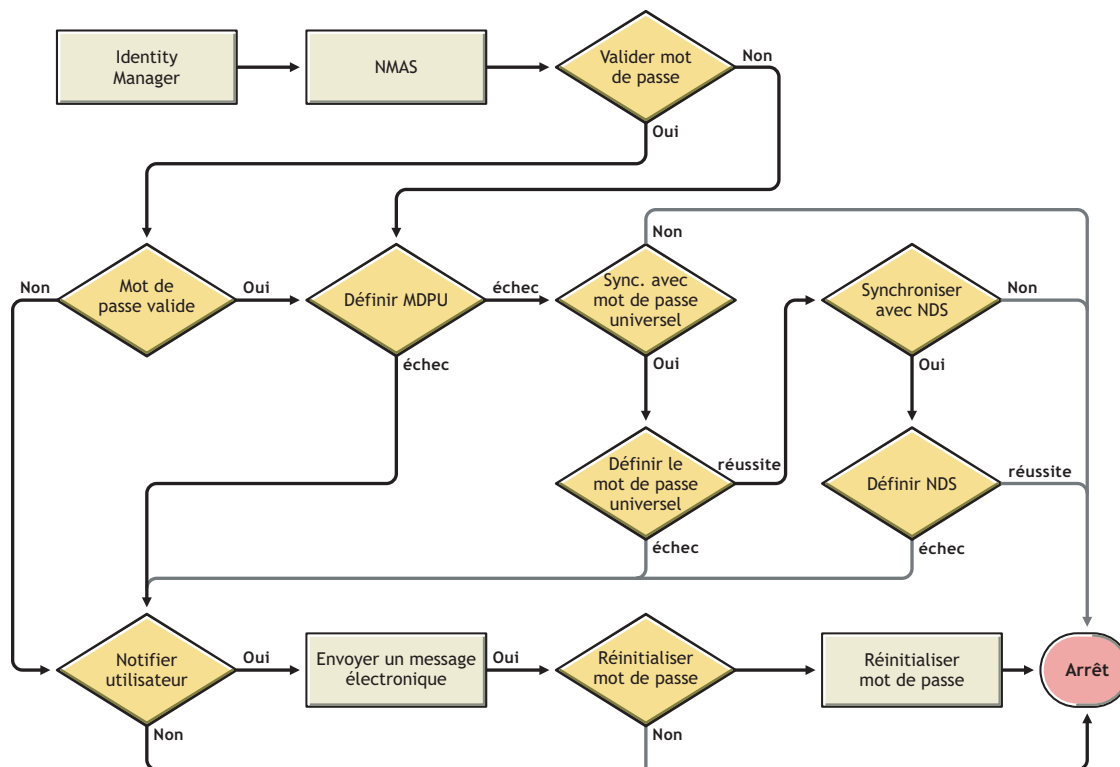 Identity
Manager
NMAS
Valider mot
de passe
Non
Oui
Non
Mot de
passe valide
Oui
Définir MDPU
échec
échec
Non
Sync. avec
mot de passe
universel
Oui
Synchroniser
avec NDS
Non
Oui
Définir le
mot de passe
universel
réussite
échec
Définir NDS
réussite
échec
Notifier
utilisateur
Oui
Non
Envoyer un message
électronique
Oui
Réinitialiser
mot de passe
Non
Réinitialiser
mot de passe
Arrêt